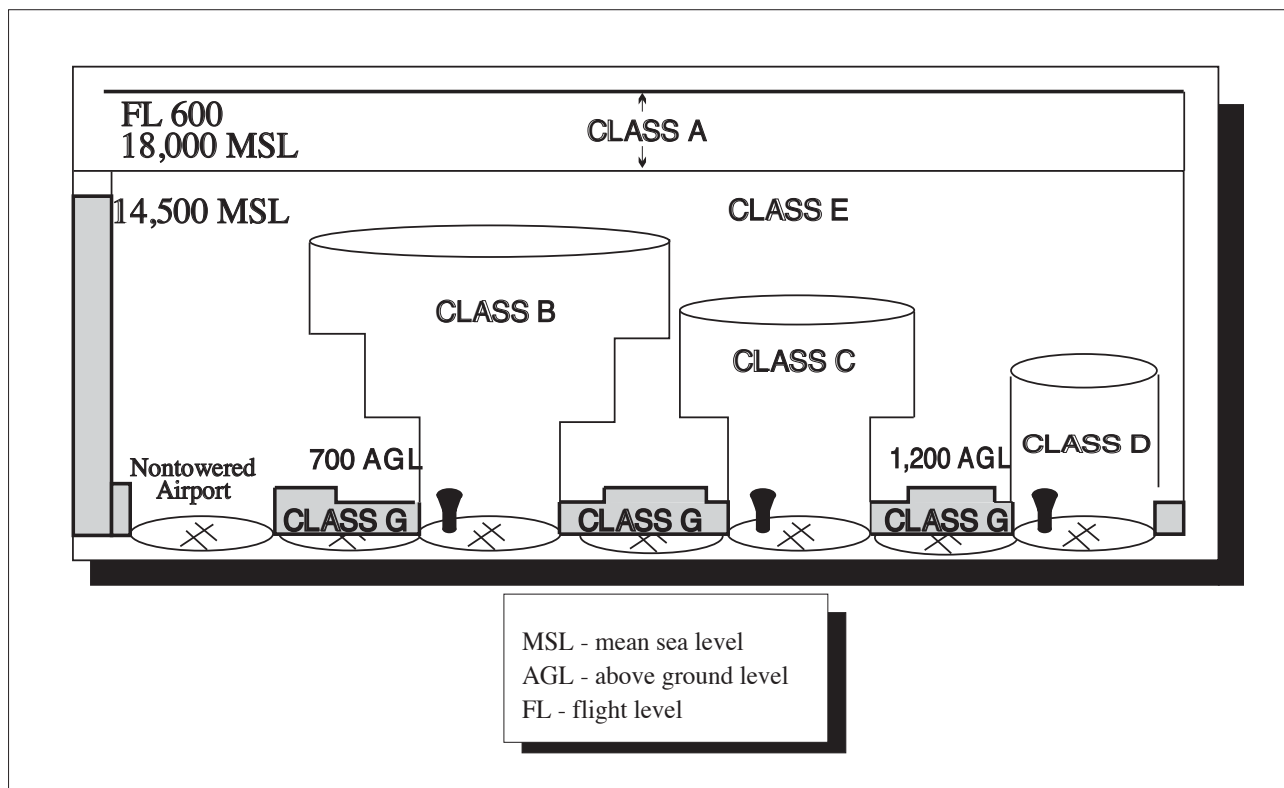 FL 600
18,000 MSL
CLASS A
14,500 MSL
CLASS E
CLASS B
CLASS C
CLASS D
Nontowered
Airport
700 AGL
1,200 AGL
CLASS G
CLASS G
CLASS G
MSL - mean sea level
AGL - above ground level
FL - flight level